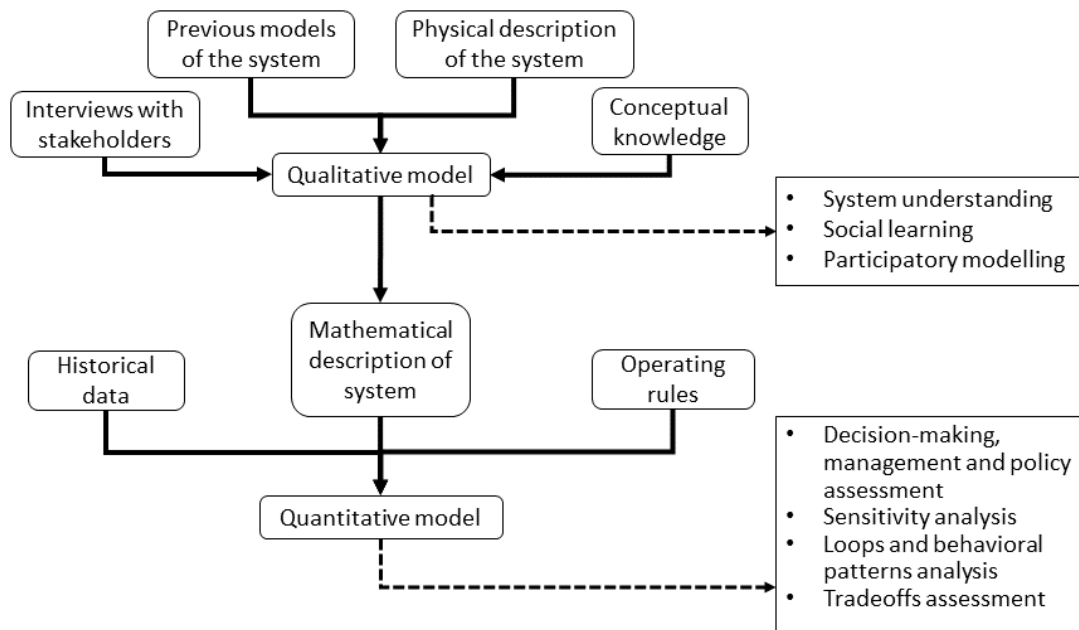 Previous models
of the system
Physical description
of the system
Interviews with
stakeholders
Conceptual
knowledge
Qualitative model
• System understanding
• Social learning
• Participatory modelling
Mathematical
description of
system
Historical
data
Operating
rules
Quantitative model
• Decision-making,
management and policy
assessment
• Sensitivity analysis
• Loops and behavioral
patterns analysis
• Tradeoffs assessment